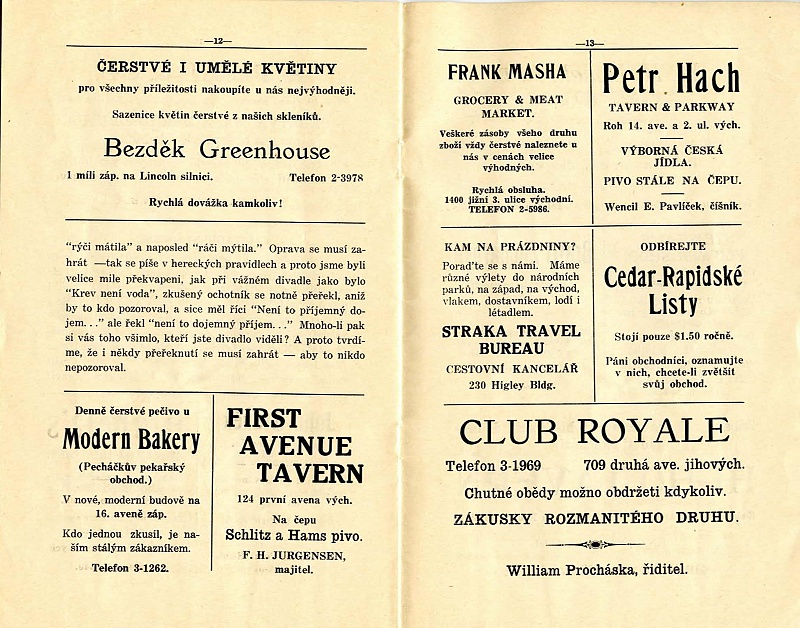 —12—
ČERSTVÉ I UMĚLÉ KVĚTINY
pro všechny příležitosti nakoupíte u nás nejvýhodněji.
Sazenice květin čerstvé z našich skleníků.
Bezděk Greenhouse
1 míli záp. na Lincoln silnici. Telefon 2-3978
Rychlá dovážka kamkoliv!
"rýči mátila" a naposled "ráči mýtila." Oprava se musí za-
hrát —tak se píše v hereckých pravidlech a proto jsme byli
velice mile překvapeni, jak při vážném divadle jako bylo
"Krev není voda", zkušený ochotník se notně přeřekl, aniž
by to kdo pozoroval, a sice měl říci "Není to příjemný do-
jem. . ." ale řekl "není to dojemný příjem. . ." Mnoho-li pak
si vás toho všimlo, kteří jste divadlo viděli? A proto tvrdí-
me, že i někdy přeřeknutí se musí zahrát — aby to nikdo
nepozoroval.
Denně čerstvé pečivo u
Modern Bakery
(Pecháčkův pekařský
obchod.)
V nové, moderní budově na
16. aveně záp.
Kdo jednou zkusil, je na-
ším stálým zákazníkem.
Telefon 3-1262.
FIRST
AVENUE
TAVERN
124 první avena vých.
Na čepu
Schlitz a Hams pivo.
F. H. JURGENSEN,
majitel.
—13—
FRANK MASHA
GROCERY & MEAT
MARKET.
Veškeré zásoby všeho druhu
zboží vždy čerstvé naleznete u
nás v cenách velice
výhodných.
Rychlá obsluha.
1400 jižní 3. ulice východní.
TELEFON 2-5986.
Petr Hach
TAVERN & PARKWAY
Roh 14. ave. a 2. ul. vých.
VÝBORNÁ ČESKÁ
JÍDLA.
PIVO STÁLE NA ČEPU.
Wencil E. Pavlíček, číšník.
KAM NA PRÁZDNINY?
Poraďte se s námi. Máme
různé výlety do národních
parků, na západ, na východ,
vlakem, dostavníkem, lodí i
létadlem.
STRAKA TRAVEL
BUREAU
CESTOVNÍ KANCELÁŘ
230 Higley Bldg.
ODBÍREJTE
Cedar-Rapidské
Listy
Stojí pouze $1.50 ročně.
Páni obchodníci, oznamujte
v nich, chcete-li zvětšit
svůj obchod.
CLUB ROYALE
Telefon 3-1969 709 druhá ave. jihových.
Chutné obědy možno obdržeti kdykoliv.
ZÁKUSKY ROZMANITÉHO DRUHU.
William Procháska, řiditel.